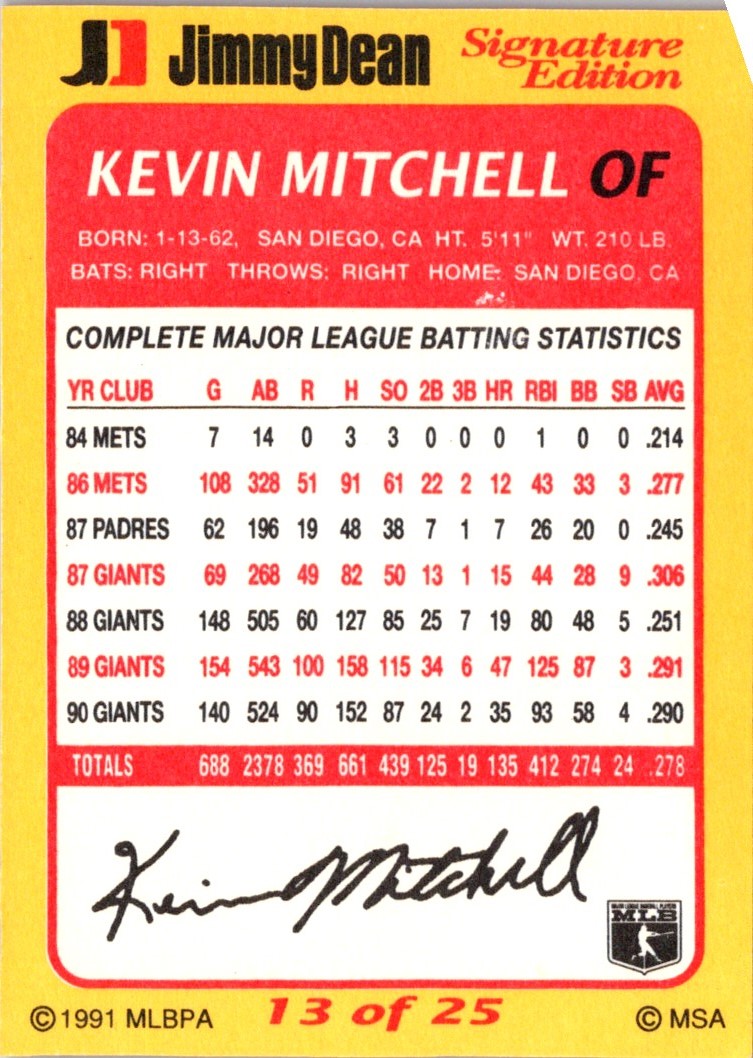 JD Jimmy Dean Signature Edition
KEVIN MITCHELL OF
BORN: 1-13-62, SAN DIEGO, CA HT. 5'11" WT. 210 LB.
BATS: RIGHT THROWS: RIGHT HOME: SAN DIEGO, CA
COMPLETE MAJOR LEAGUE BATTING STATISTICS
YR CLUB G AB R H SO 2B 3B HR RBI BB SB AVG
84 METS 7 14 0 3 3 0 0 0 1 0 0 .214
86 METS 108 328 51 91 61 22 2 12 43 33 3 .277
87 PADRES 62 196 19 48 38 7 1 7 26 20 0 .245
87 GIANTS 69 268 49 82 50 13 1 15 44 28 9 .306
88 GIANTS 148 505 60 127 85 25 7 19 80 48 5 .251
89 GIANTS 154 543 100 158 115 34 6 47 125 87 3 .291
90 GIANTS 140 524 90 152 87 24 2 35 93 58 4 .290
TOTALS 688 2378 369 661 439 125 19 135 412 274 24 .278
Kevin Mitchell
MAJOR LEAGUE BASEBALL PLAYERS
MLB
©1991 MLBPA 13 of 25 © MSA